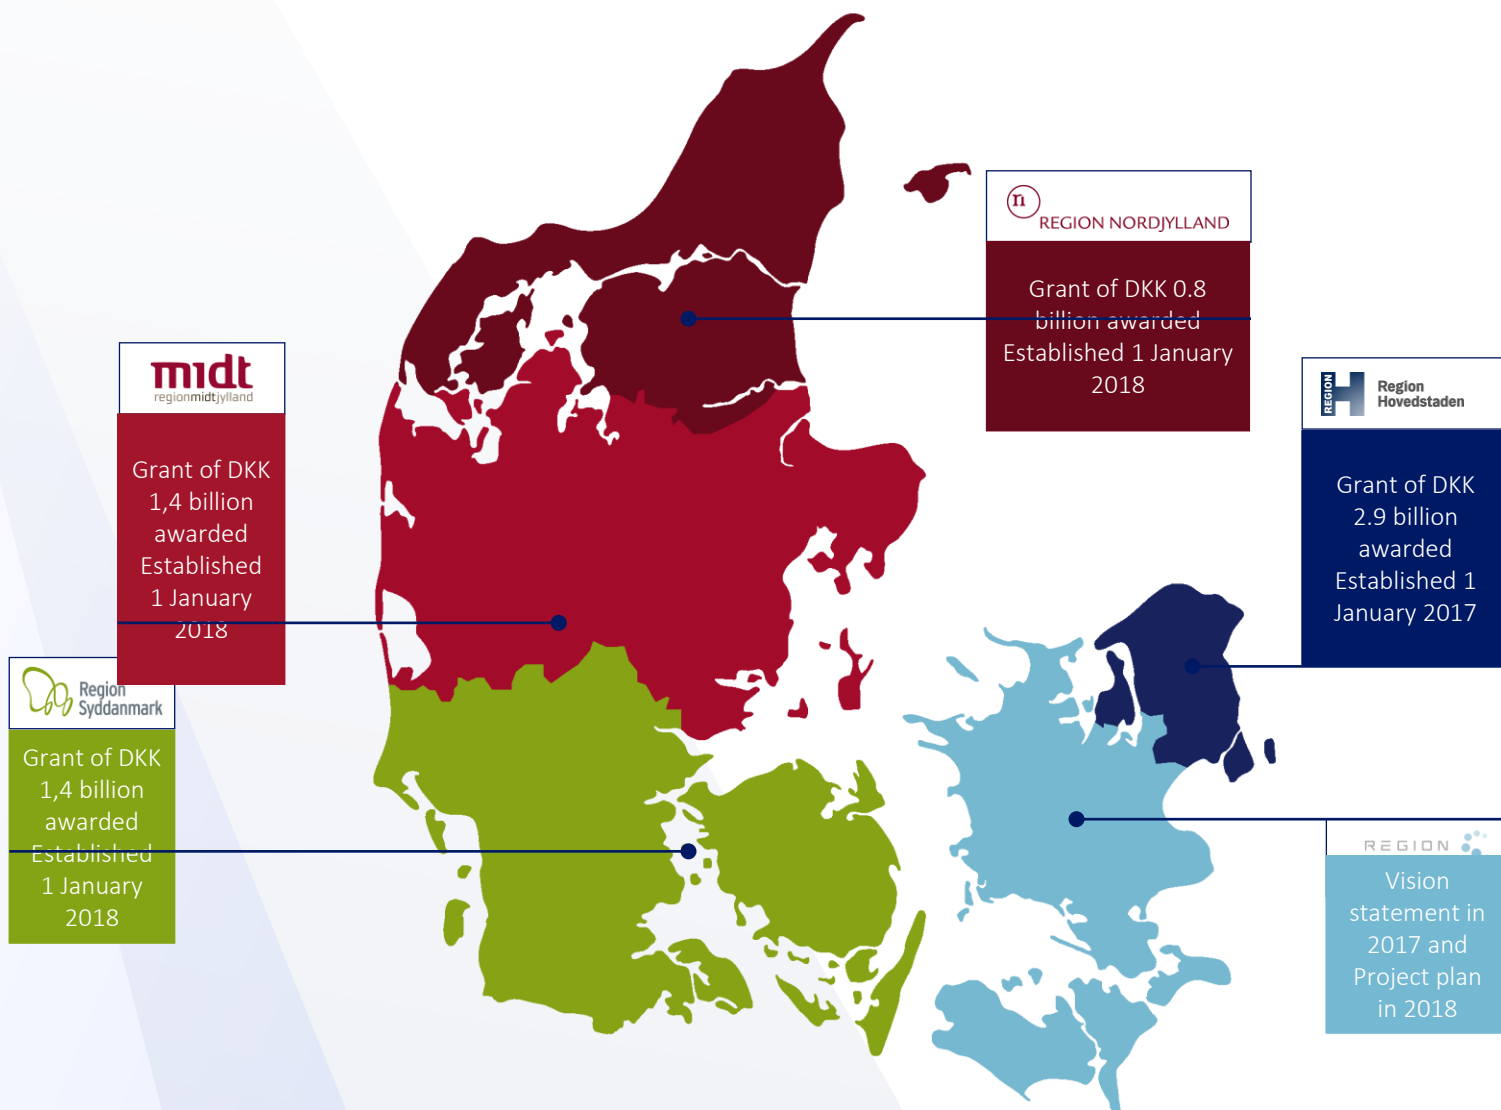 n
REGION NORDJYLLAND
Grant of DKK 0.8
billion awarded
Established 1 January
2018
midt
regionmidtjylland
Grant of DKK
1,4 billion
awarded
Established
1 January
2018
REGION
H
Region
Hovedstaden
Grant of DKK
2.9 billion
awarded
Established 1
January 2017
Region
Syddanmark
Grant of DKK
1,4 billion
awarded
Established
1 January
2018
REGION
Vision
statement in
2017 and
Project plan
in 2018